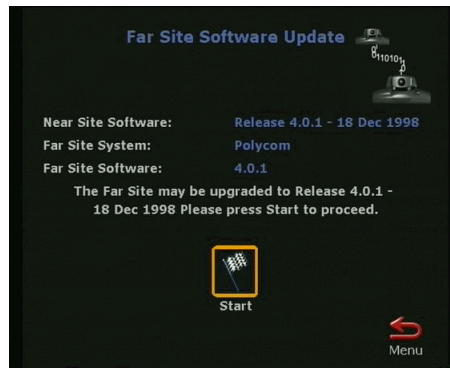 Far Site Software Update
0110101
Near Site Software: Release 4.0.1 - 18 Dec 1998
Far Site System: Polycom
Far Site Software: 4.0.1
The Far Site may be upgraded to Release 4.0.1 -
18 Dec 1998 Please press Start to proceed.
Start
Menu